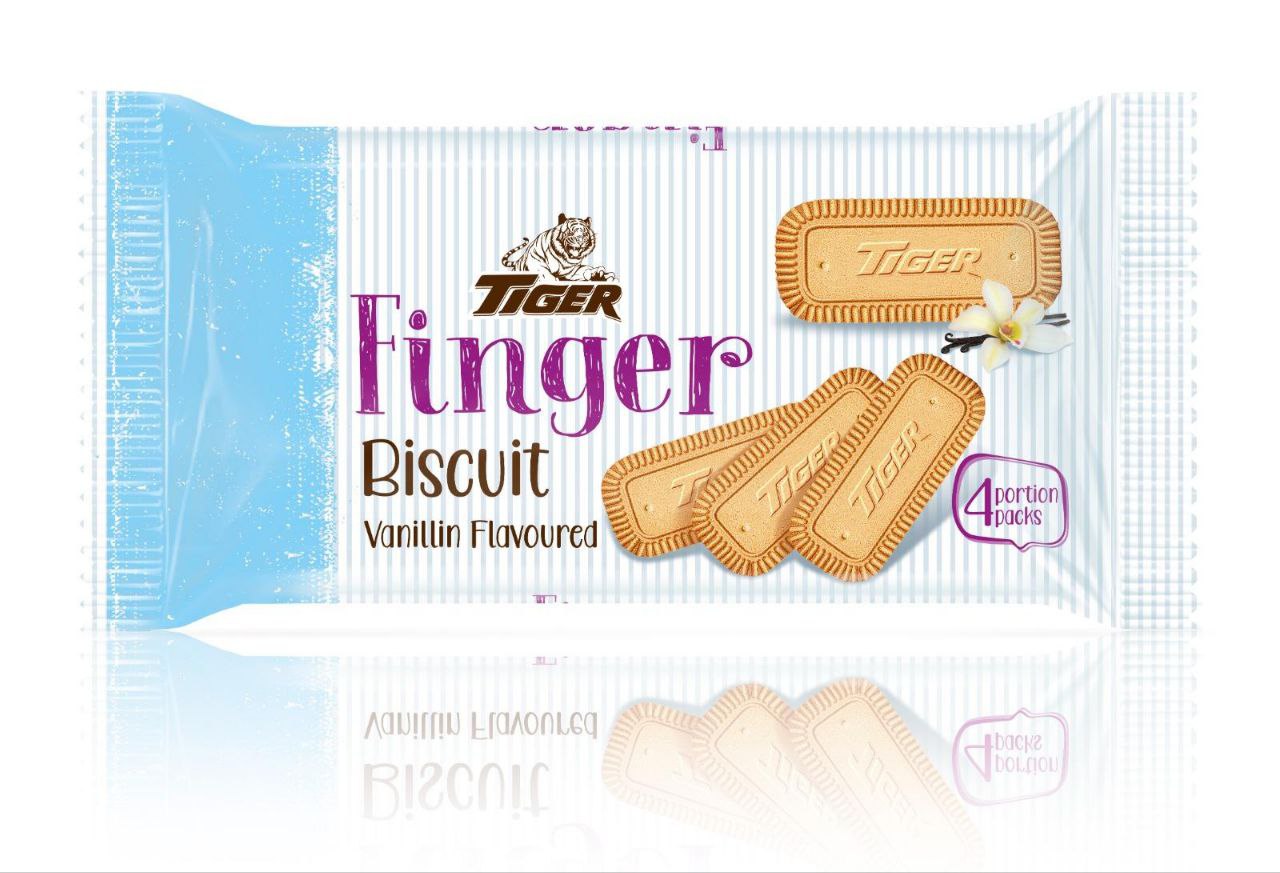 TIGER
Finger
Biscuit
Vanillin Flavoured
TIGER
TIGER
TIGER
TIGER
4 portion
packs